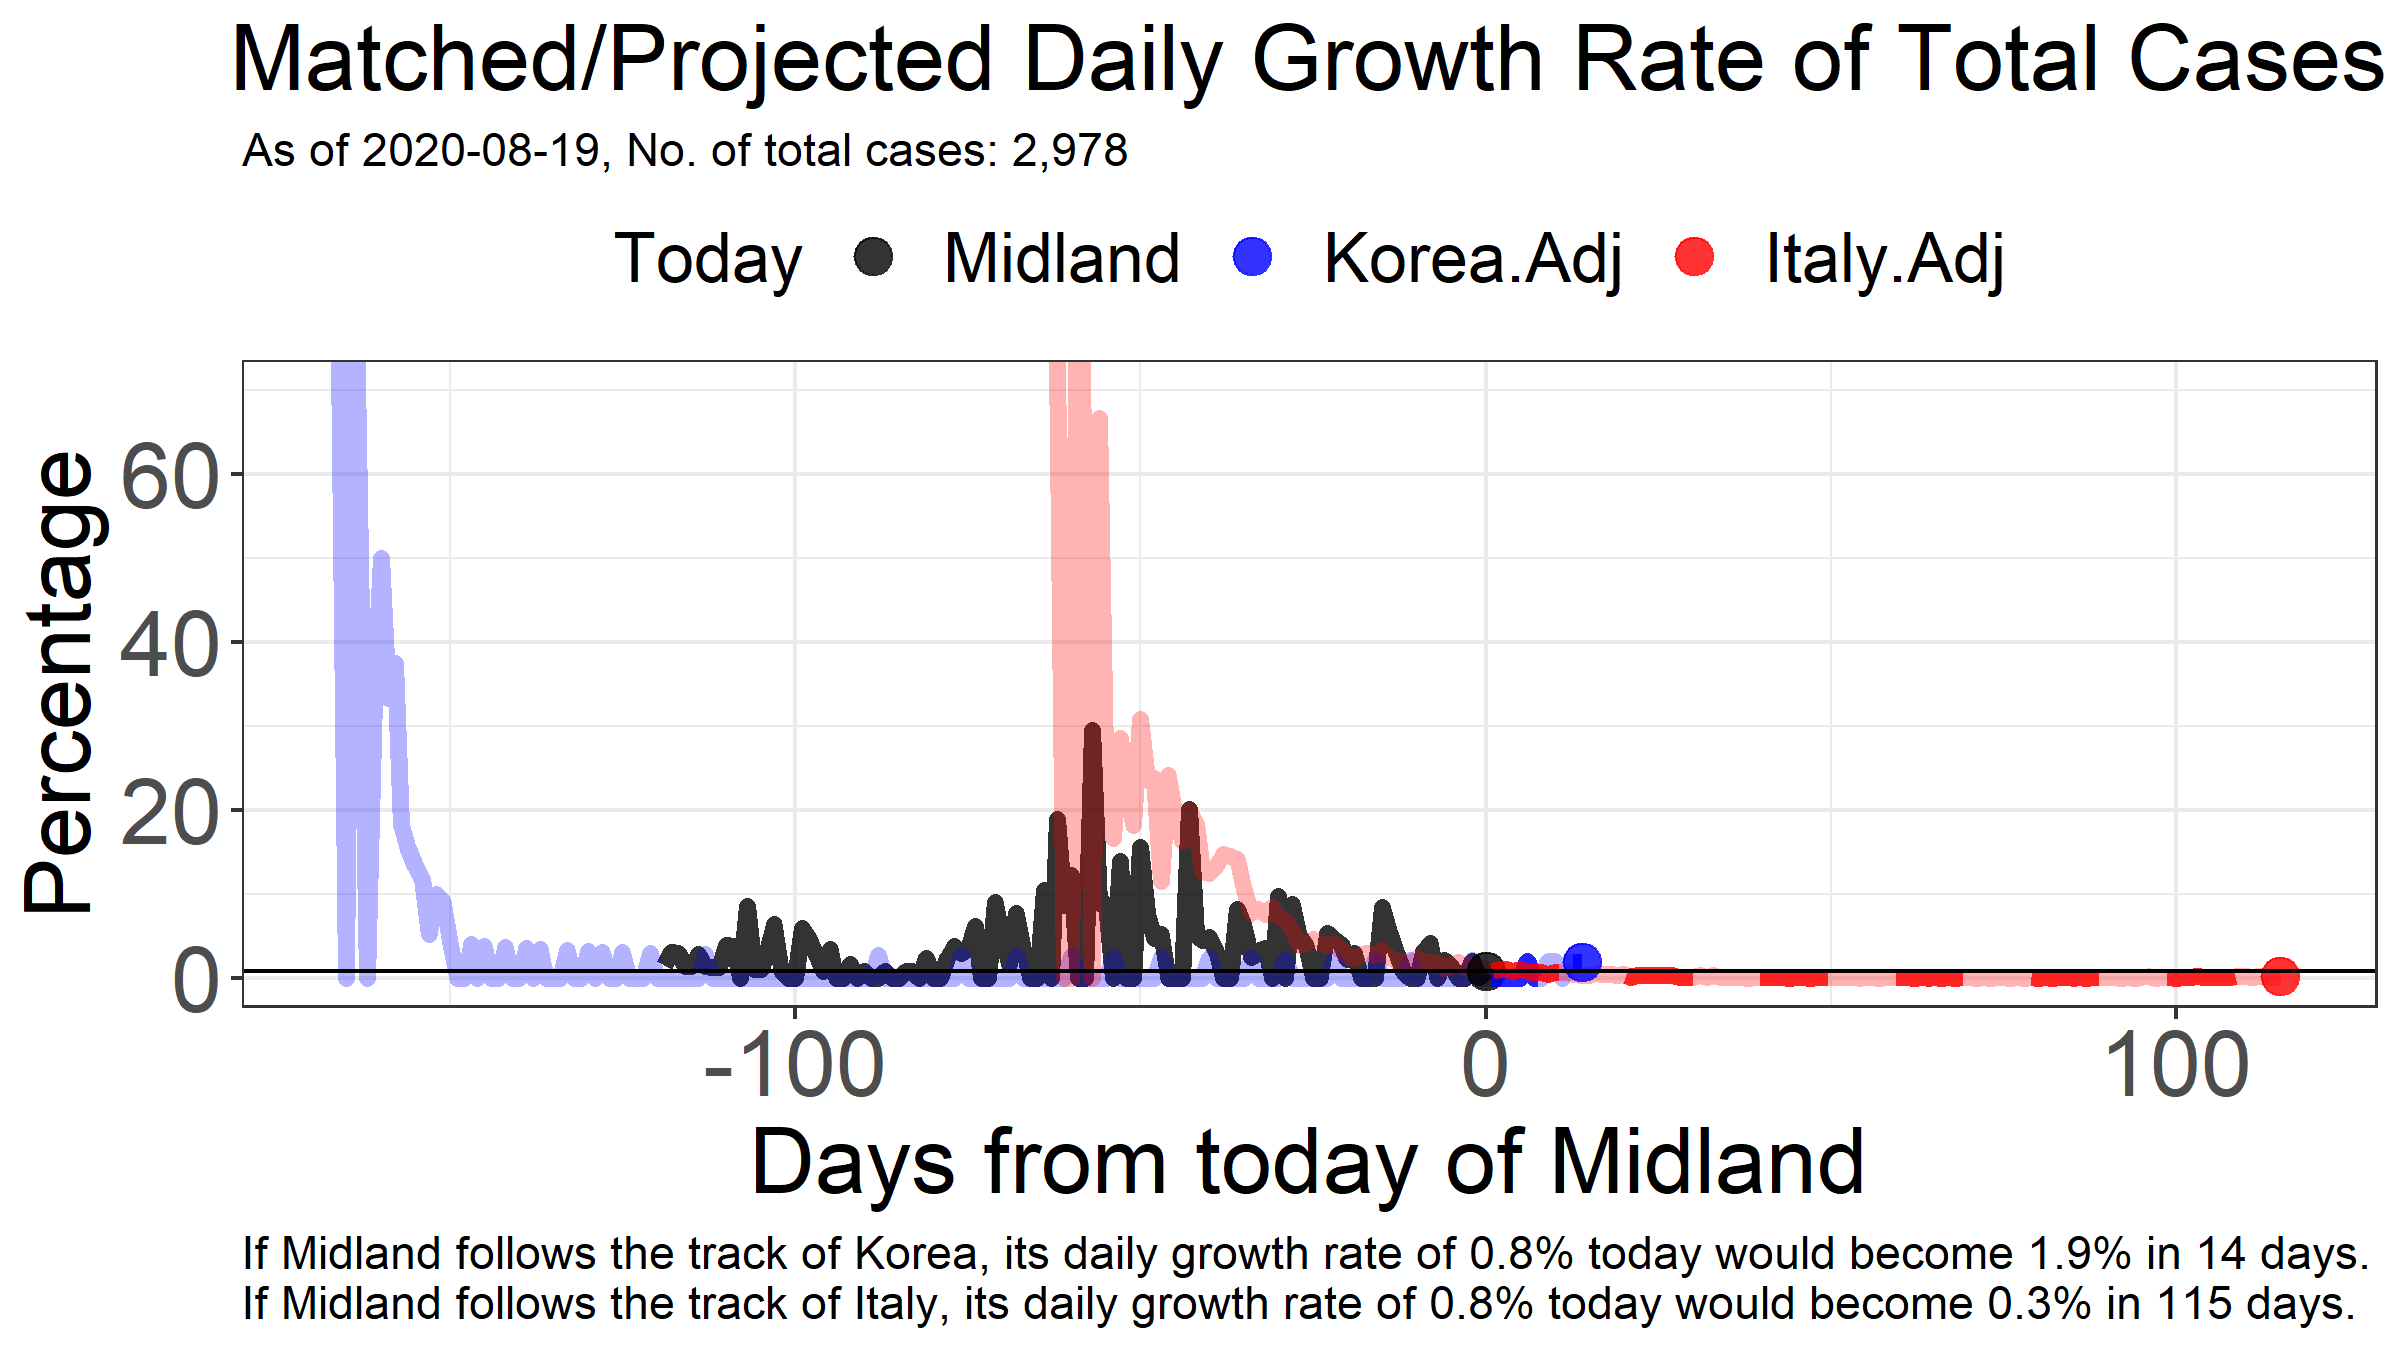 Matched/Projected Daily Growth Rate of Total Cases
As of 2020-08-19, No. of total cases: 2,978
Today Midland Korea.Adj Italy.Adj
Percentage
60
40
20
0
-100 0 100
Days from today of Midland
If Midland follows the track of Korea, its daily growth rate of 0.8% today would become 1.9% in 14 days.
If Midland follows the track of Italy, its daily growth rate of 0.8% today would become 0.3% in 115 days.